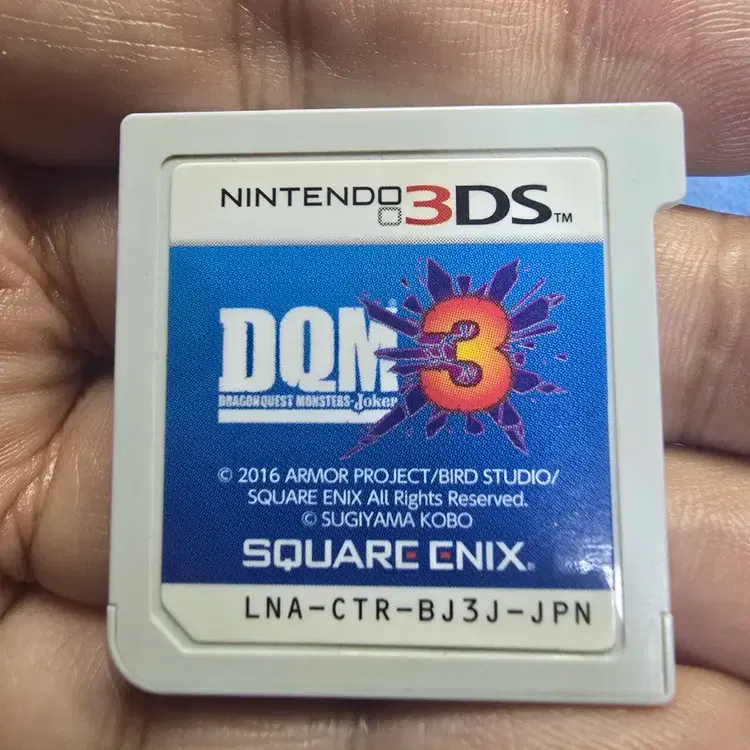 NINTENDO 3DS™
DQM® 3
DRAGON QUEST MONSTERS Joker
© 2016 ARMOR PROJECT/BIRD STUDIO/
SQUARE ENIX All Rights Reserved.
© SUGIYAMA KOBO
SQUARE ENIX®
LNA-CTR-BJ3J-JPN